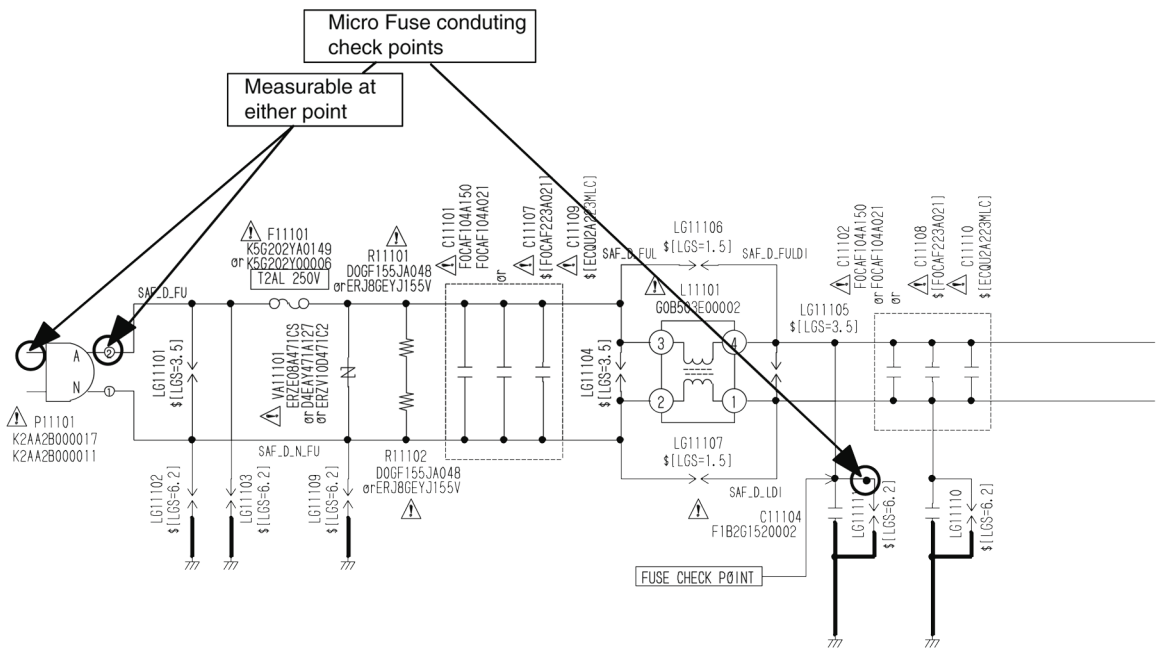 Micro Fuse conduting
check points
Measurable at
either point
F11101
K5G202YA0149
or K5G202Y00006
T2AL 250V
R11101
D0GF155JA048
or ERJ8GEYJ155V
C11101
F0CAF104A150
F0CAF104A021
or
C11107
$[F0CAF223A021]
C11109
$[ECQU2A223MLC]
LG11106
$[LGS=1.5]
SAF_D_FUL
SAF_D_FULDI
C11102
F0CAF104A150
or F0CAF104A021
or
C11108
$[F0CAF223A021]
C11110
$[ECQU2A223MLC]
SAF_D_FU
L11101
G0B503E00002
LG11105
$[LGS=3.5]
A
2
N
1
LG11101
$[LGS=3.5]
VA11101
ERZE08A471CS
or D4EAY471A127
or ERZV10D471C2
LG11104
$[LGS=3.5]
3
4
2
1
P11101
K2AA2B000017
K2AA2B000011
SAF_D_N_FU
R11102
D0GF155JA048
or ERJ8GEYJ155V
LG11107
$[LGS=1.5]
SAF_D_LDI
LG11102
$[LGS=6.2]
LG11103
$[LGS=6.2]
LG11109
$[LGS=6.2]
C11104
F1B2G1520002
$[LGS=6.2]
LG11110
$[LGS=6.2]
FUSE CHECK POINT